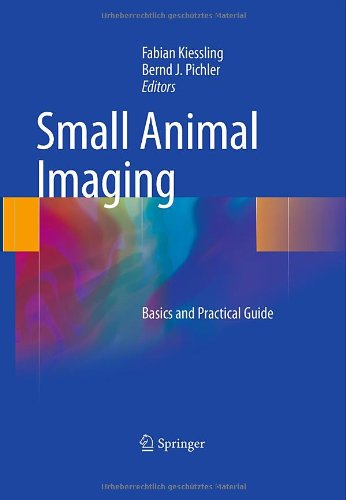 Urheberrechtlich geschütztes Material
Fabian Kiessling
Bernd J. Pichler
Editors
Small Animal
Imaging
Basics and Practical Guide
Springer
Urheberrechtlich geschütztes Material